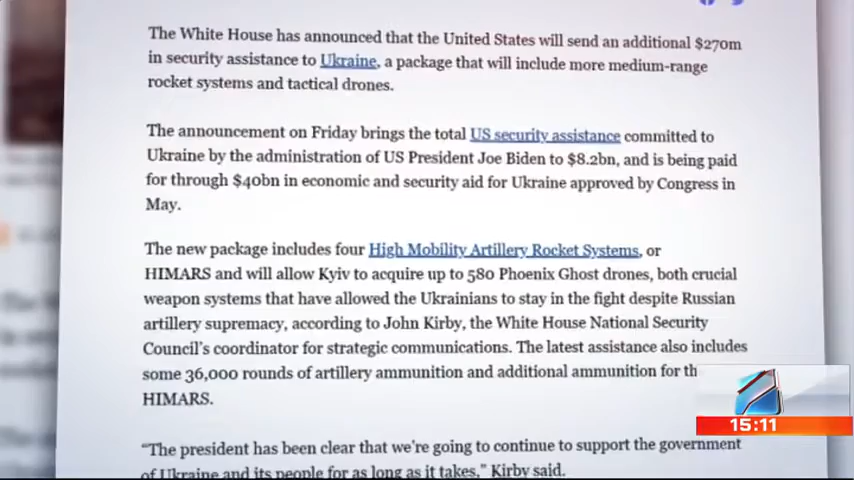 The White House has announced that the United States will send an additional $270m
in security assistance to Ukraine, a package that will include more medium-range
rocket systems and tactical drones.
The announcement on Friday brings the total US security assistance committed to
Ukraine by the administration of US President Joe Biden to $8.2bn, and is being paid
for through $40bn in economic and security aid for Ukraine approved by Congress in
May.
The new package includes four High Mobility Artillery Rocket Systems, or
HIMARS and will allow Kyiv to acquire up to 580 Phoenix Ghost drones, both crucial
weapon systems that have allowed the Ukrainians to stay in the fight despite Russian
artillery supremacy, according to John Kirby, the White House National Security
Council's coordinator for strategic communications. The latest assistance also includes
some 36,000 rounds of artillery ammunition and additional ammunition for th
HIMARS.
"The president has been clear that we're going to continue to support the government
of Ukraine and its people for as long as it takes," Kirby said.
15:11